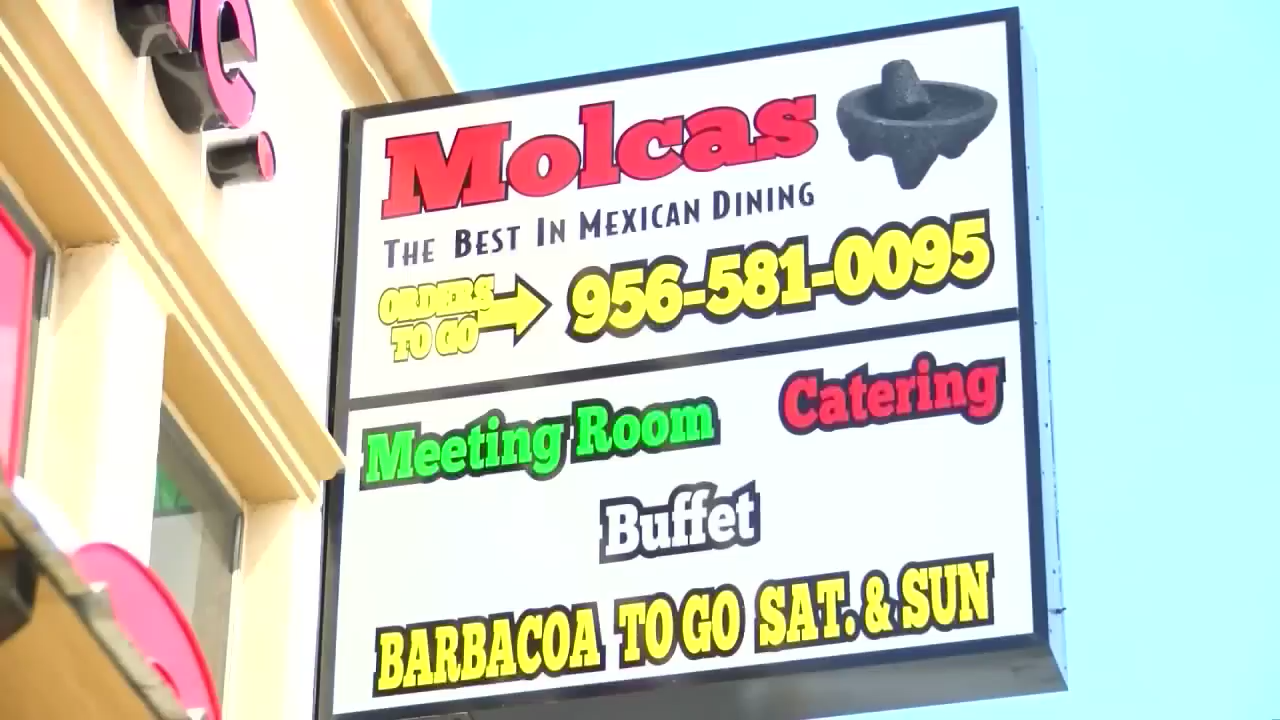 Molcas
THE BEST IN MEXICAN DINING
ORDERS
TO GO
956-581-0095
Meeting Room
Catering
Buffet
BARBACOA TO GO SAT. & SUN